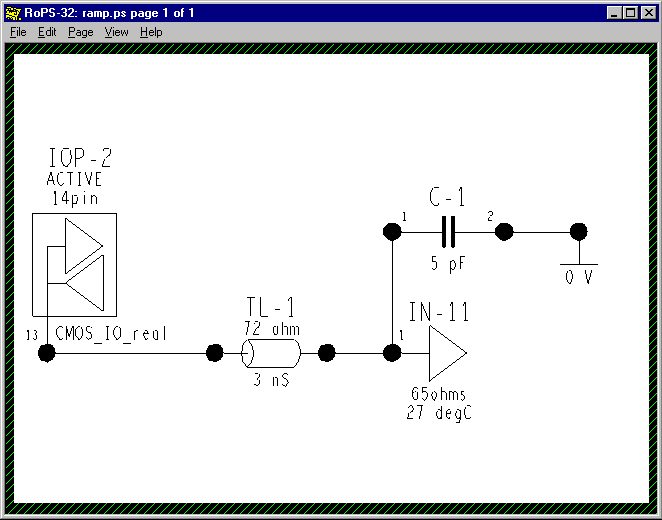 RoPS-32: ramp.ps page 1 of 1
File Edit Page View Help
IOP-2
ACTIVE
14pin
13
CMOS_IO_real
TL-1
72 ohm
3 nS
C-1
1
2
5 pF
0 V
IN-11
1
65ohms
27 degC